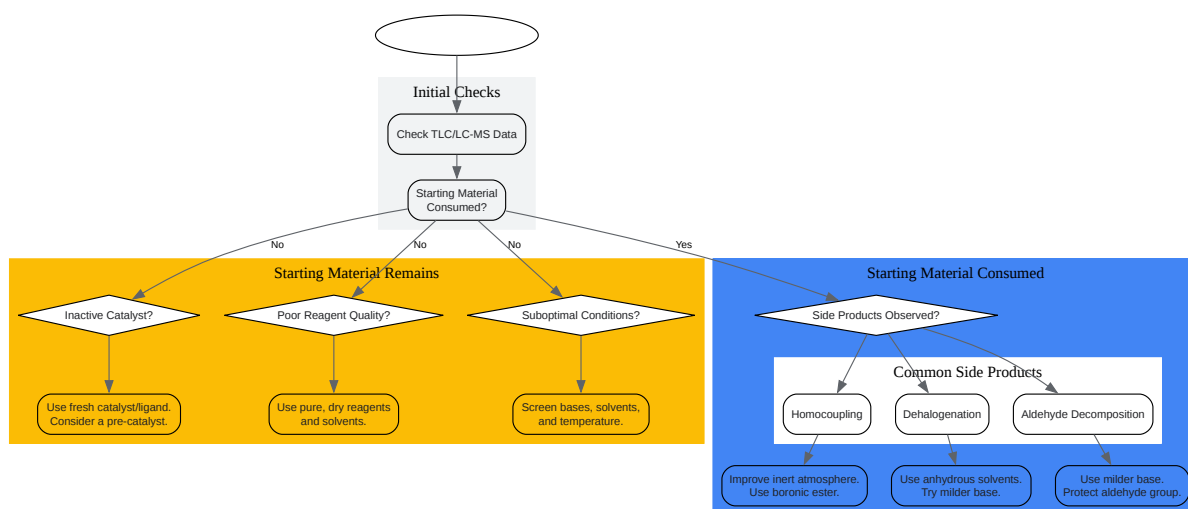 Initial Checks
Check TLC/LC-MS Data
Starting Material
Consumed?
No
No
No
Yes
Starting Material Remains
Starting Material Consumed
Inactive Catalyst?
Poor Reagent Quality?
Suboptimal Conditions?
Side Products Observed?
Common Side Products
Use fresh catalyst/ligand.
Consider a pre-catalyst.
Use pure, dry reagents
and solvents.
Screen bases, solvents,
and temperature.
Homocoupling
Dehalogenation
Aldehyde Decomposition
Improve inert atmosphere.
Use boronic ester.
Use anhydrous solvents.
Try milder base.
Use milder base.
Protect aldehyde group.